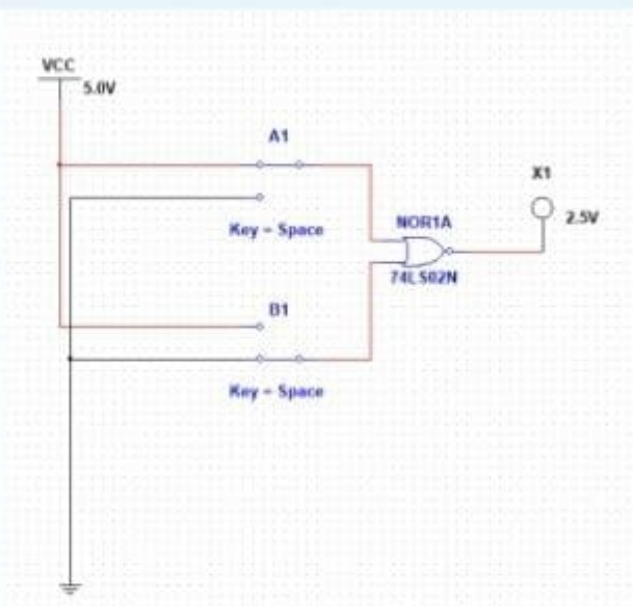 VCC
5.0V
A1
X1
2.5V
Key = Space
NOR1A
74LS02N
B1
Key = Space